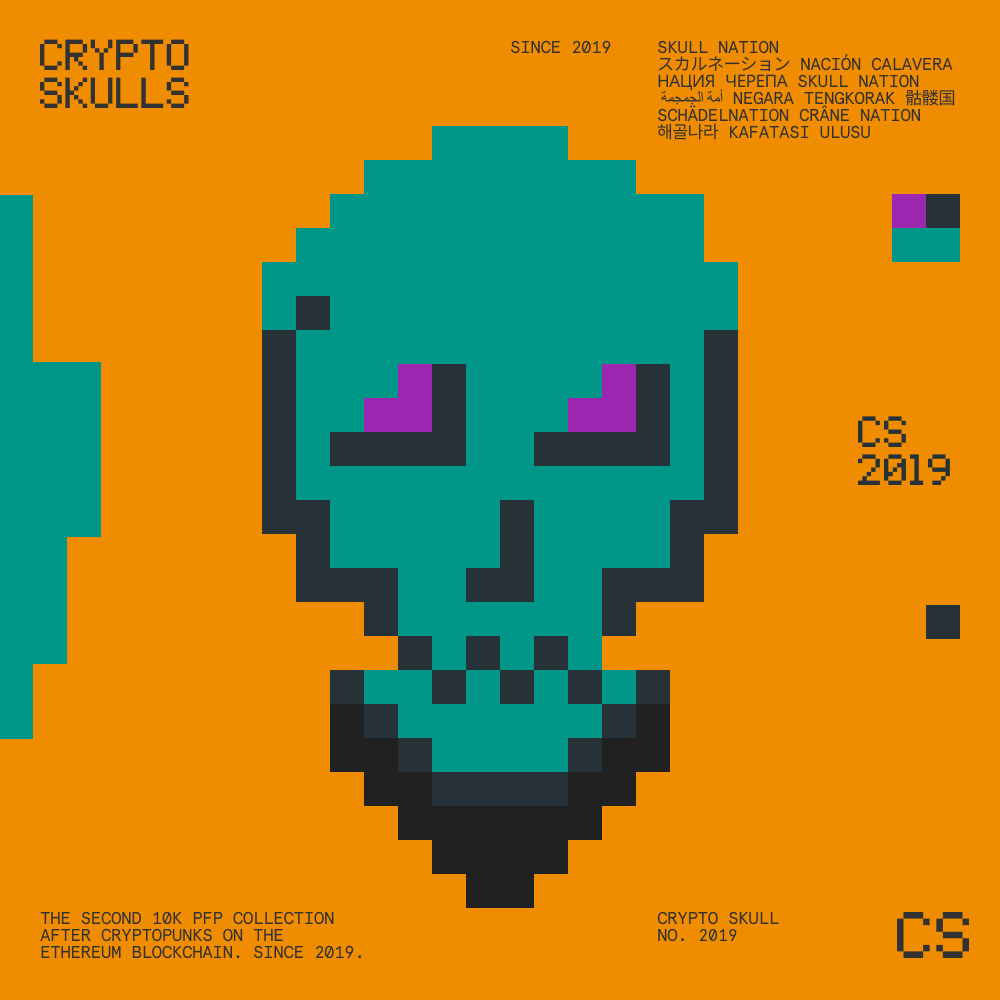 CRYPTO
SKULLS
SINCE 2019
SKULL NATION
スカルネーション NACIÓN CALAVERA
НАЦИЯ ЧЕРЕПА SKULL NATION
أمة الجمجمة NEGARA TENGKORAK 骷髅国
SCHÄDELNATION CRÂNE NATION
해골나라 KAFATASI ULUSU
CS
2019
THE SECOND 10K PFP COLLECTION
AFTER CRYPTOPUNKS ON THE
ETHEREUM BLOCKCHAIN. SINCE 2019.
CRYPTO SKULL
NO. 2019
CS